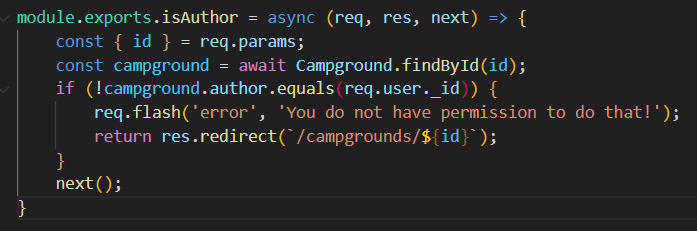 module.exports.isAuthor = async (req, res, next) => {
    const { id } = req.params;
    const campground = await Campground.findById(id);
    if (!campground.author.equals(req.user._id)) {
        req.flash('error', 'You do not have permission to do that!');
        return res.redirect(`/campgrounds/${id}`);
    }
    next();
}